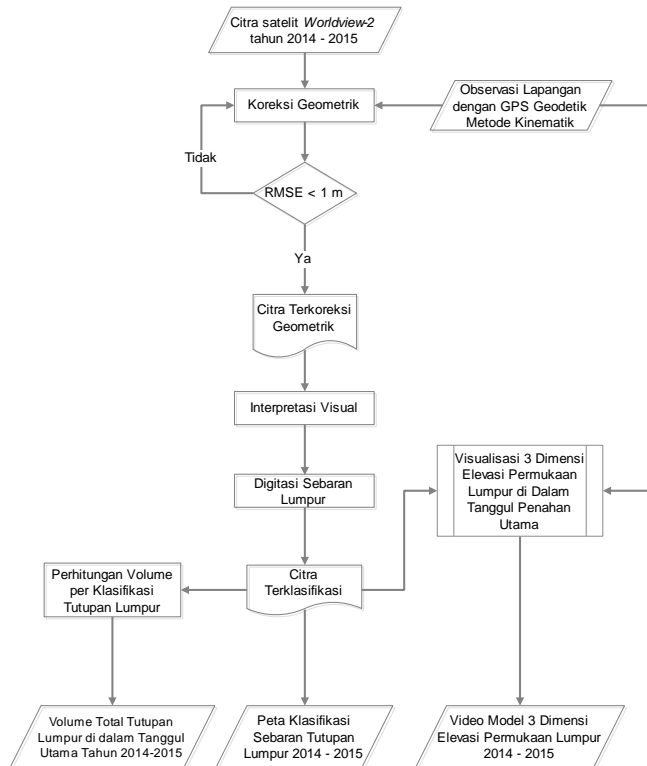 Citra satelit Worldview-2
tahun 2014 - 2015
Koreksi Geometrik
Observasi Lapangan
dengan GPS Geodetik
Metode Kinematik
Tidak
RMSE < 1 m
Ya
Citra Terkoreksi
Geometrik
Interpretasi Visual
Digitasi Sebaran
Lumpur
Visualisasi 3 Dimensi
Elevasi Permukaan
Lumpur di Dalam
Tanggul Penahan
Utama
Perhitungan Volume
per Klasifikasi
Tutupan Lumpur
Citra
Terklasifikasi
Volume Total Tutupan
Lumpur di dalam Tanggul
Utama Tahun 2014-2015
Peta Klasifikasi
Sebaran Tutupan
Lumpur 2014 - 2015
Video Model 3 Dimensi
Elevasi Permukaan Lumpur
2014 - 2015